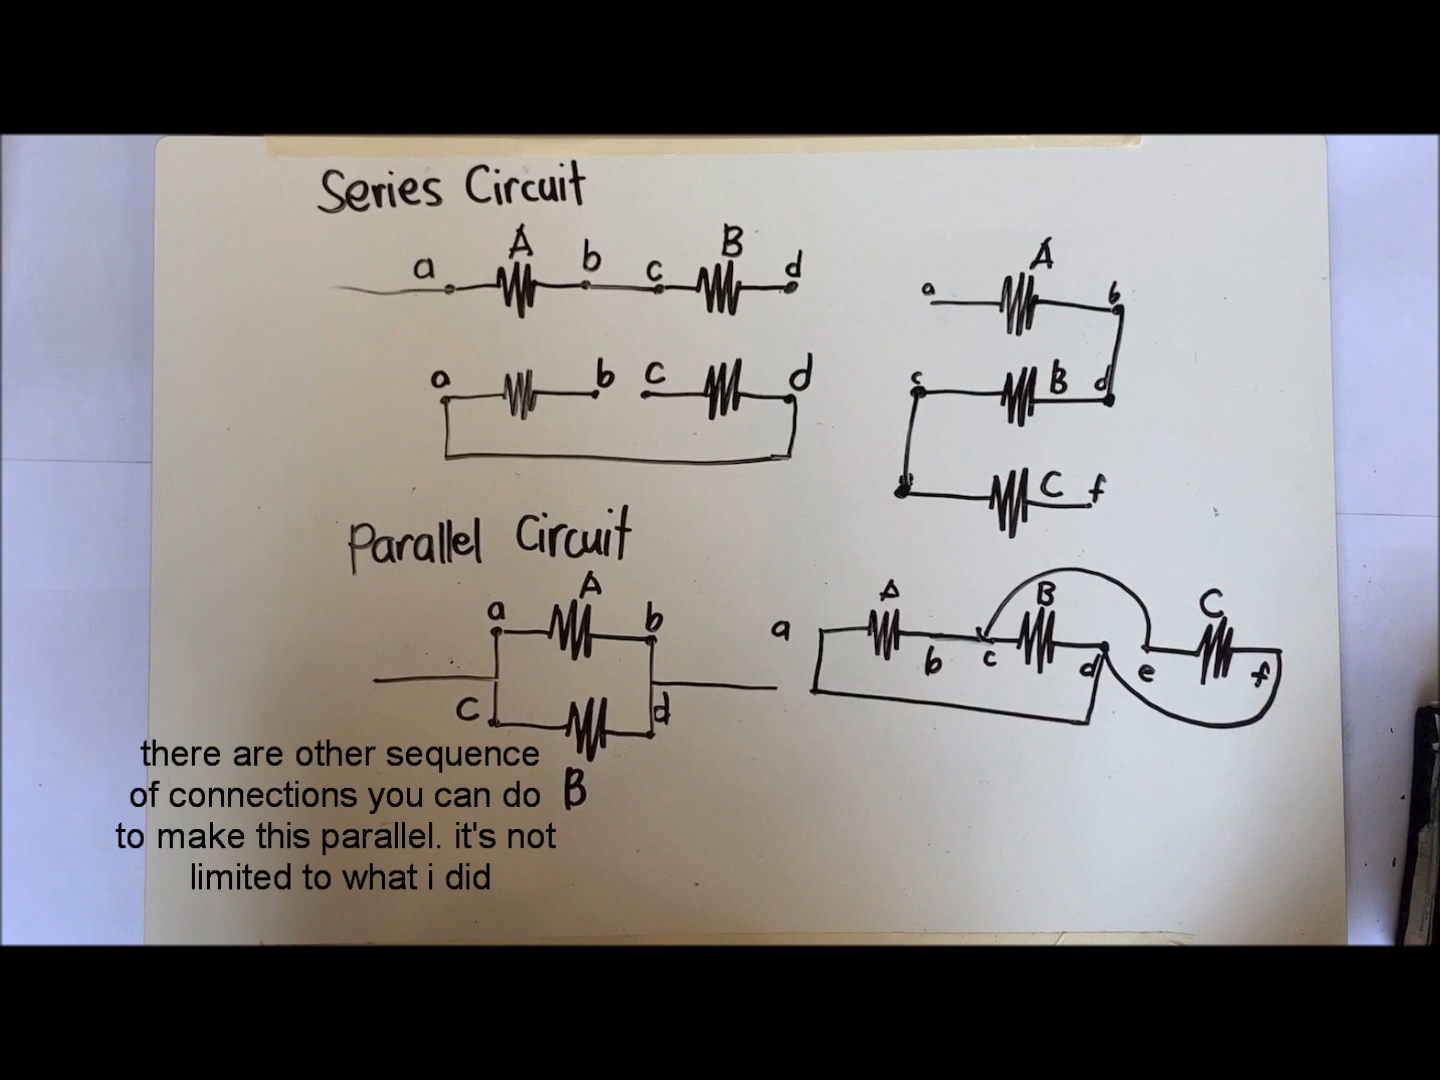 Series Circuit
A
B
a
b
c
d
a
b
c
d
A
a
b
B
c
d
C
f
Parallel Circuit
A
a
b
c
d
B
A
B
C
a
b
c
d
e
f
there are other sequence
of connections you can do
to make this parallel. it's not
limited to what i did